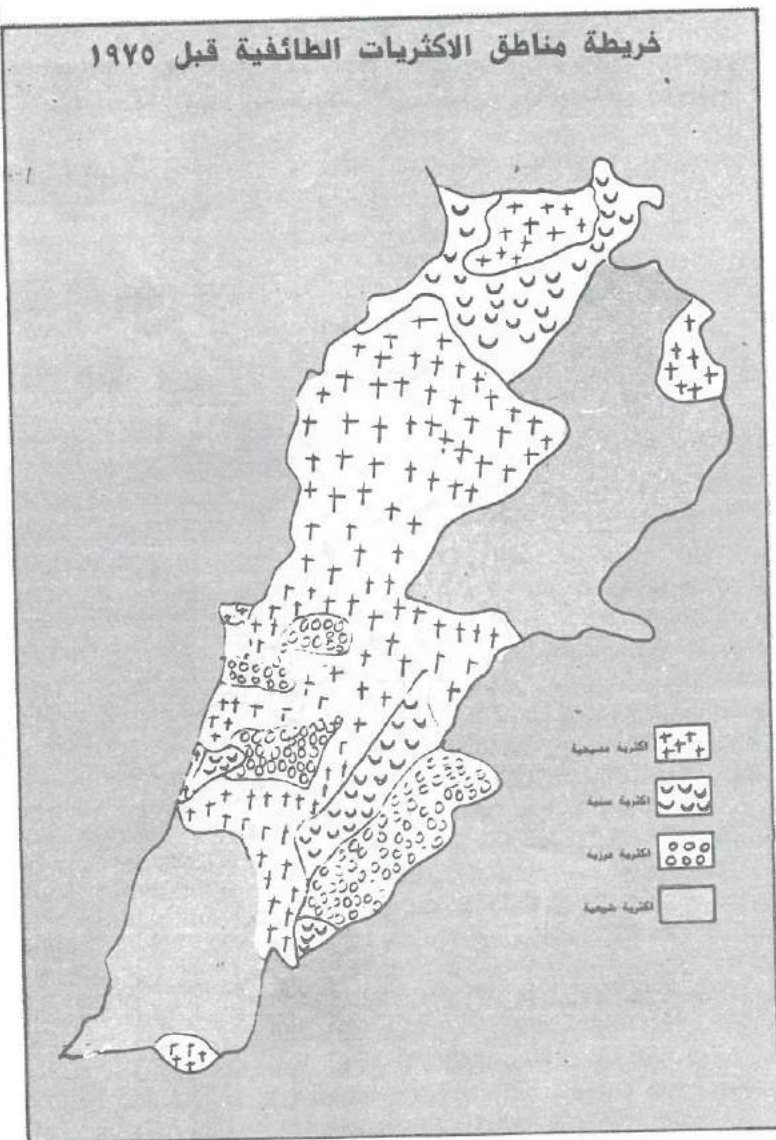 خريطة مناطق الاكثريات الطائفية قبل ١٩٧٥
اكثرية مسيحية
اكثرية سنية
اكثرية درزية
اكثرية شيعية